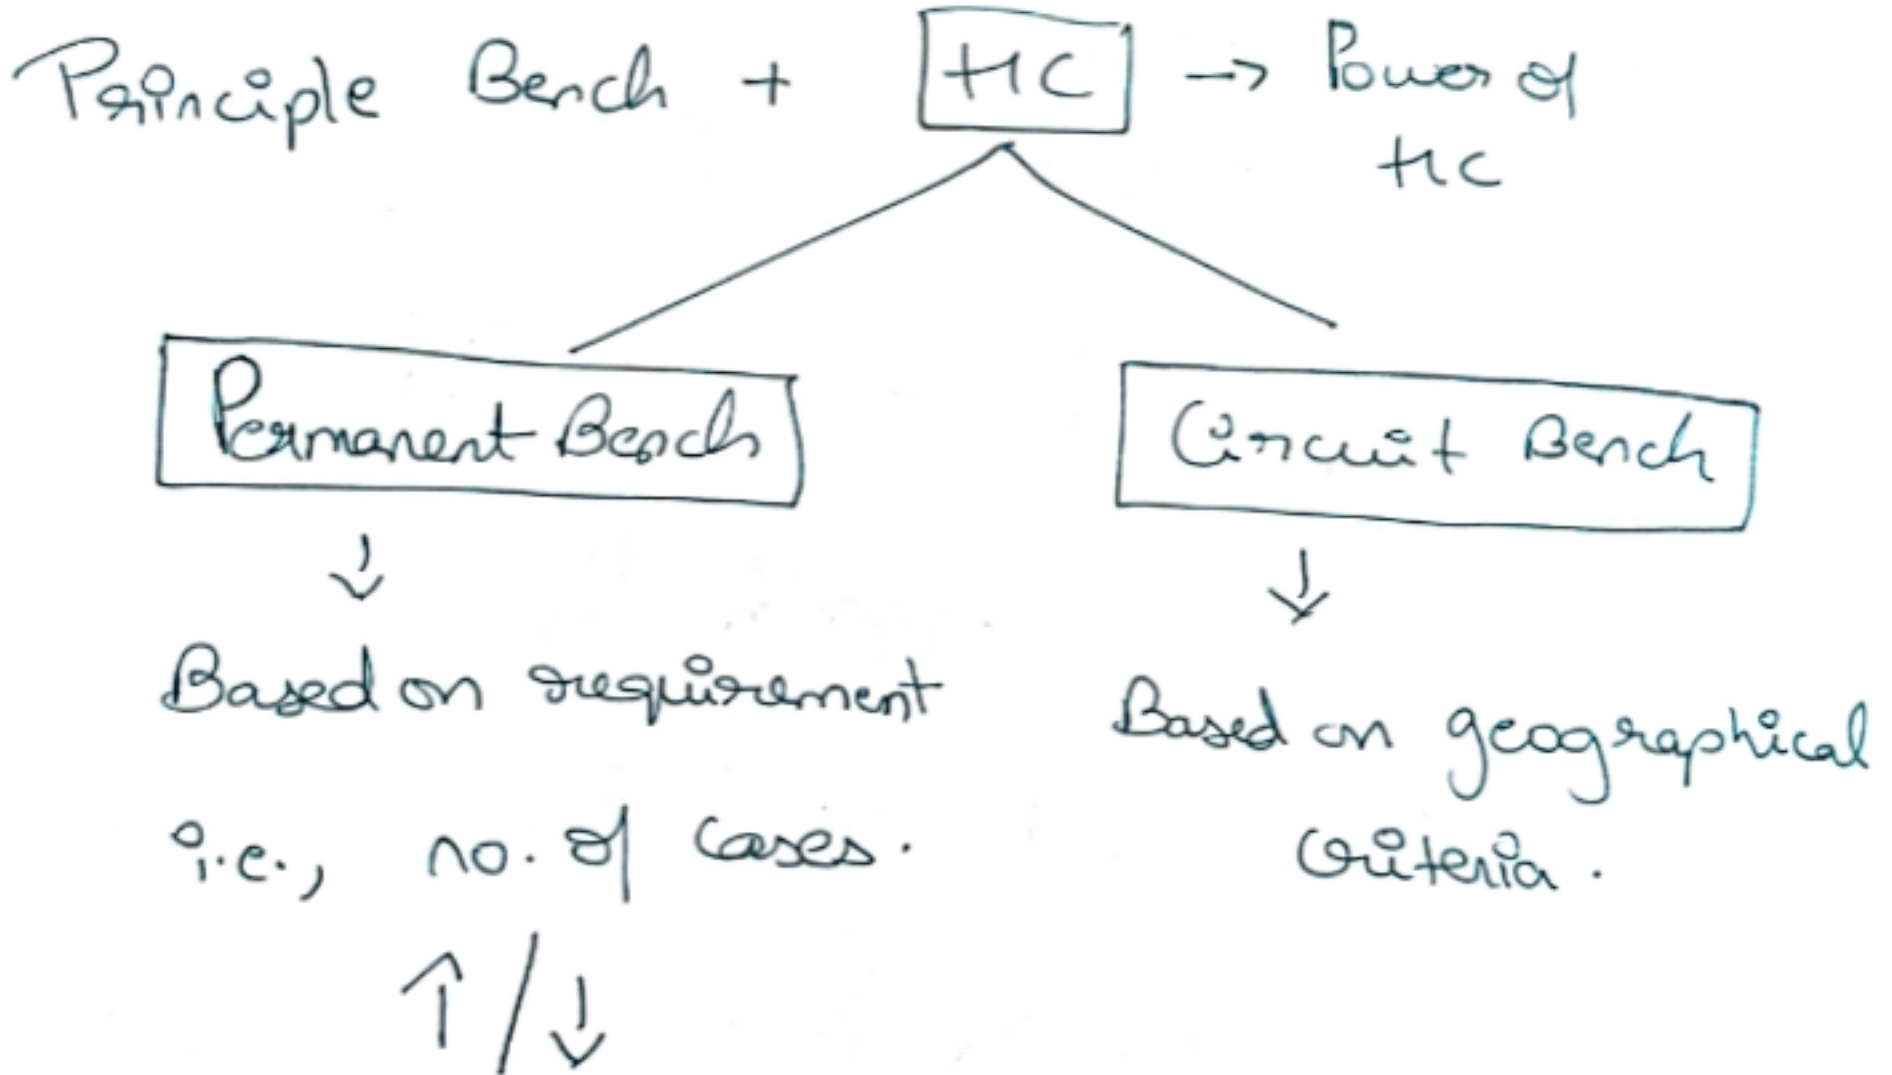 Principle Bench + HC → Power of
HC
Permanent Bench
Circuit Bench
↓
↓
Based on requirement
i.e., no. of cases.
↑/↓
Based on geographical
criteria.